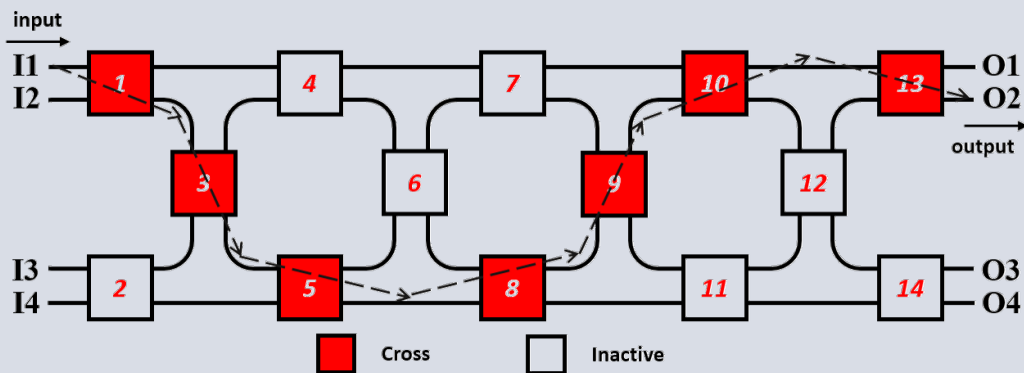 input
I1 1 4 7 10 13 O1
I2 O2
output
3 6 9 12
I3 O3
2 5 8 11 14
I4 O4
Cross Inactive